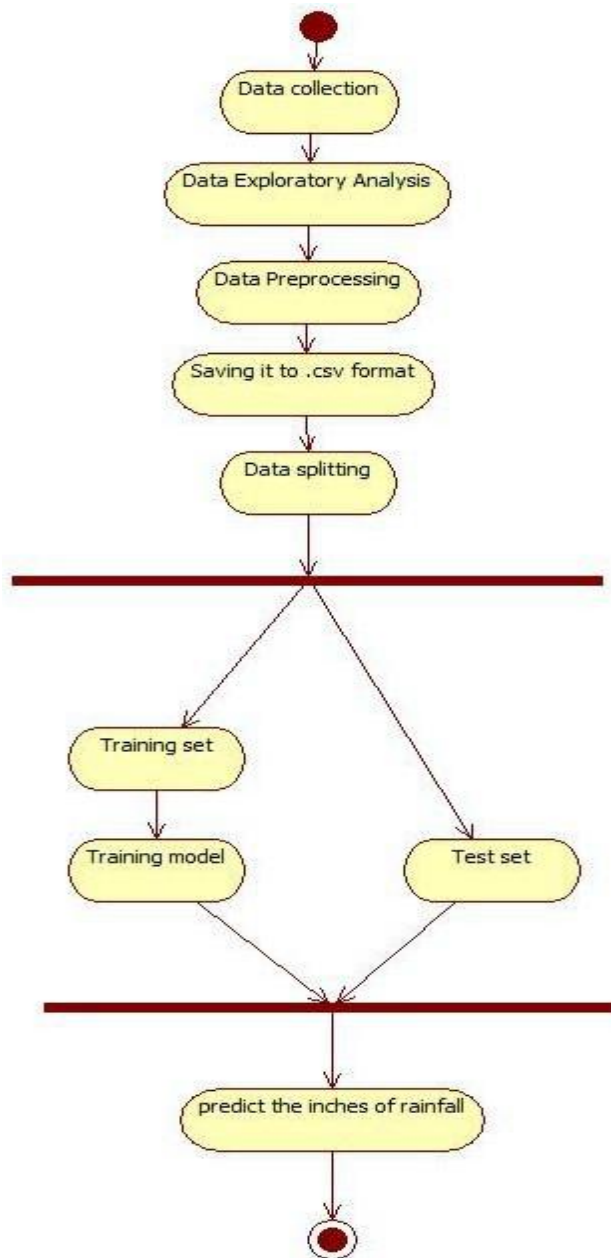 Data collection
Data Exploratory Analysis
Data Preprocessing
Saving it to .csv format
Data splitting
Training set
Training model
Test set
predict the inches of rainfall